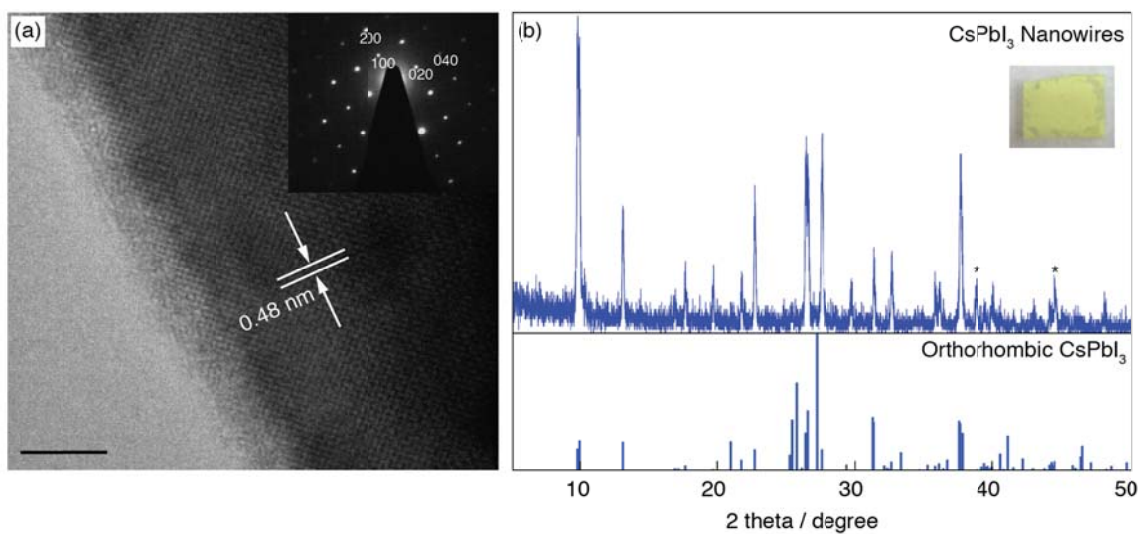 (a)
200
100
020
040
0.48 nm
(b)
CsPbI₃ Nanowires
* *
Orthorhombic CsPbI₃
10 20 30 40 50
2 theta / degree